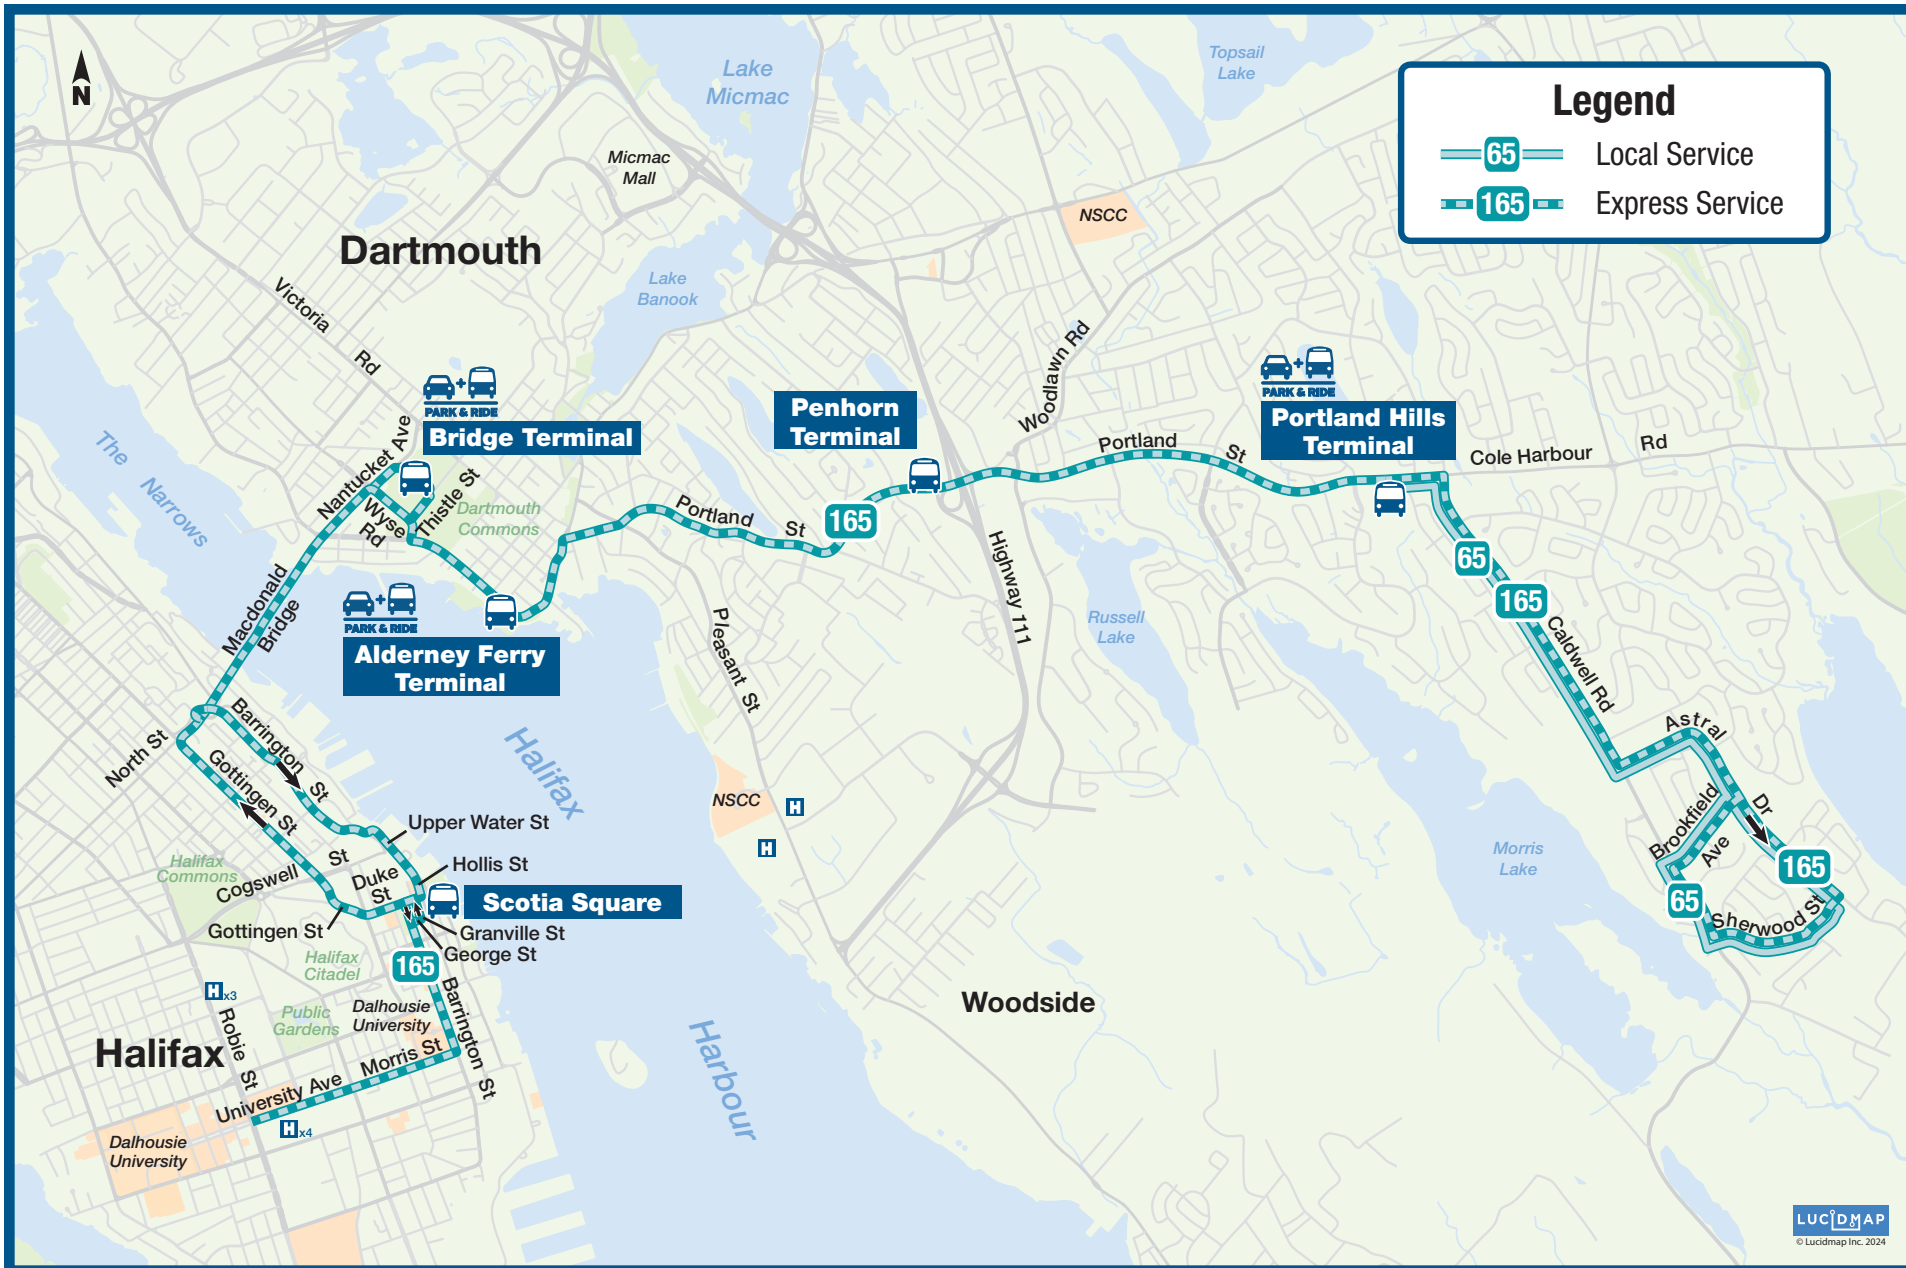 N
Legend
65
Local Service
165
Express Service
Topsail
Lake
Lake
Micmac
Micmac
Mall
NSCC
Dartmouth
Lake
Banook
Victoria
Rd
PARK & RIDE
Bridge Terminal
Penhorn
Terminal
Woodlawn Rd
PARK & RIDE
Portland Hills
Terminal
Portland
St
Cole Harbour
Rd
The
Narrows
Nantucket Ave
Wyse
Rd
Thistle St
Dartmouth
Commons
Portland
St
165
Highway 111
65
165
Caldwell Rd
Macdonald
Bridge
PARK & RIDE
Alderney Ferry
Terminal
Pleasant St
Russell
Lake
Astral
Dr
North St
Barrington
St
Gottingen St
Halifax
Harbour
NSCC
H
H
Upper Water St
Hollis St
Halifax
Commons
Cogswell
St
Duke
St
Scotia Square
Gottingen St
Granville St
George St
Morris
Lake
Brookfield
Ave
165
65
Sherwood St
Halifax
Citadel
165
Barrington St
H x3
Robie St
Public
Gardens
Dalhousie
University
Woodside
Halifax
Morris St
University Ave
H x4
Dalhousie
University
LUCIDMAP
© Lucidmap Inc. 2024